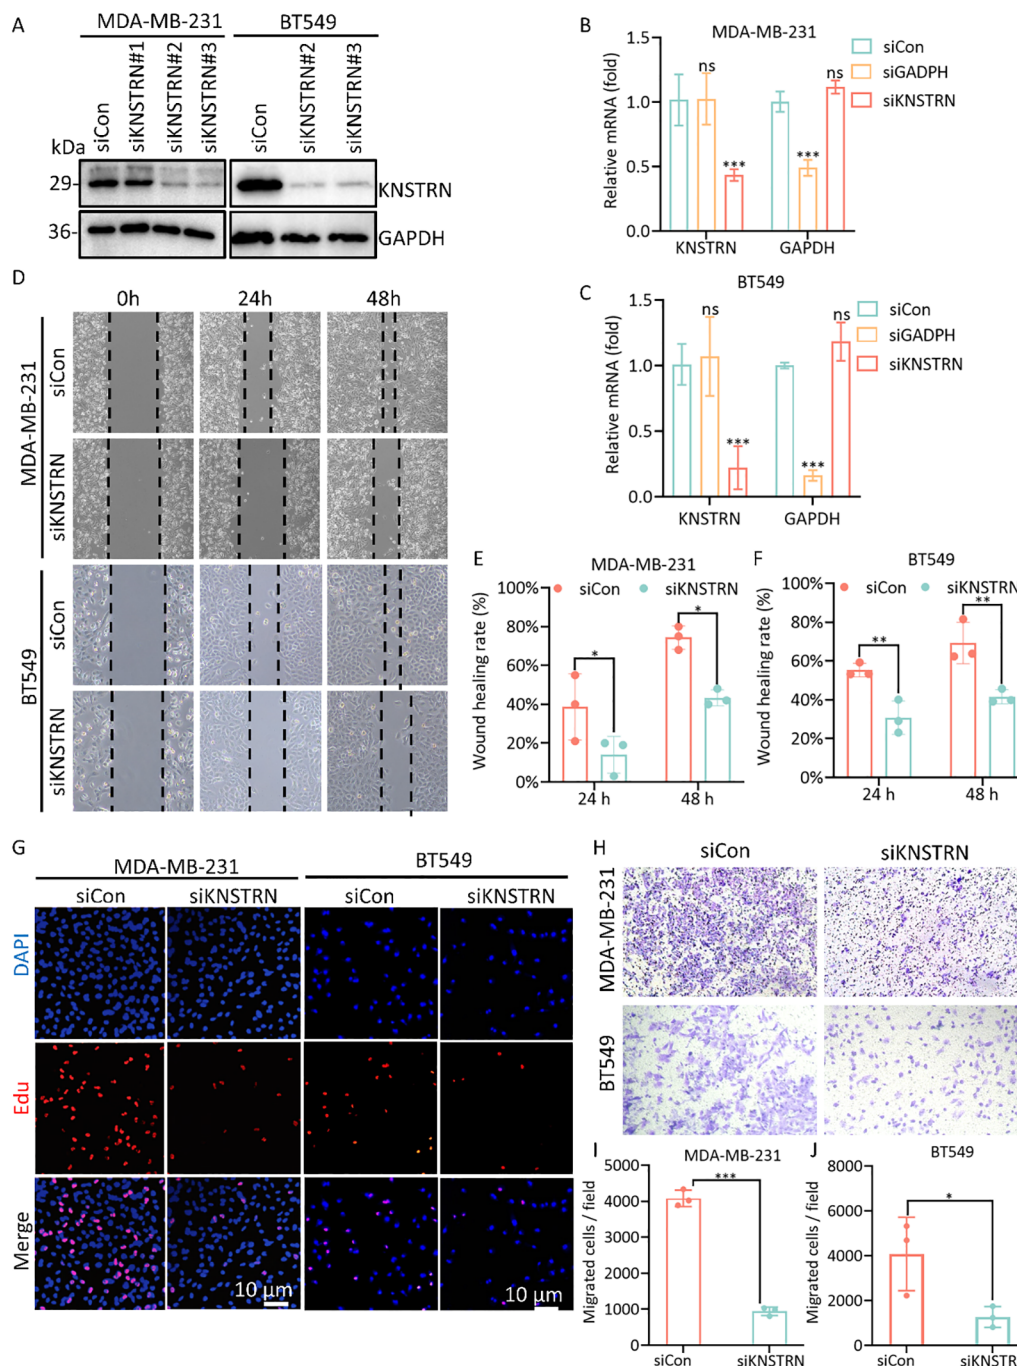 A
MDA-MB-231
BT549
siCon
siKNSTRN#1
siKNSTRN#2
siKNSTRN#3
siCon
siKNSTRN#2
siKNSTRN#3
kDa
29-
KNSTRN
36-
GAPDH
B
MDA-MB-231
Relative mRNA (fold)
1.5
1.0
0.5
0.0
ns
***
***
ns
KNSTRN
GAPDH
siCon
siGADPH
siKNSTRN
C
BT549
Relative mRNA (fold)
1.5
1.0
0.5
0.0
ns
***
***
ns
KNSTRN
GAPDH
siCon
siGADPH
siKNSTRN
D
0h
24h
48h
MDA-MB-231
siCon
siKNSTRN
BT549
siCon
siKNSTRN
E
MDA-MB-231
siCon
siKNSTRN
Wound healing rate (%)
100%
80%
60%
40%
20%
0%
*
*
24 h
48 h
F
BT549
siCon
siKNSTRN
Wound healing rate (%)
100%
80%
60%
40%
20%
0%
**
**
24 h
48 h
G
MDA-MB-231
BT549
siCon
siKNSTRN
siCon
siKNSTRN
DAPI
Edu
Merge
10 µm
10 µm
H
siCon
siKNSTRN
MDA-MB-231
BT549
I
MDA-MB-231
Migrated cells / field
5000
4000
3000
2000
1000
0
***
siCon
siKNSTRN
J
BT549
Migrated cells / field
8000
6000
4000
2000
0
*
siCon
siKNSTR